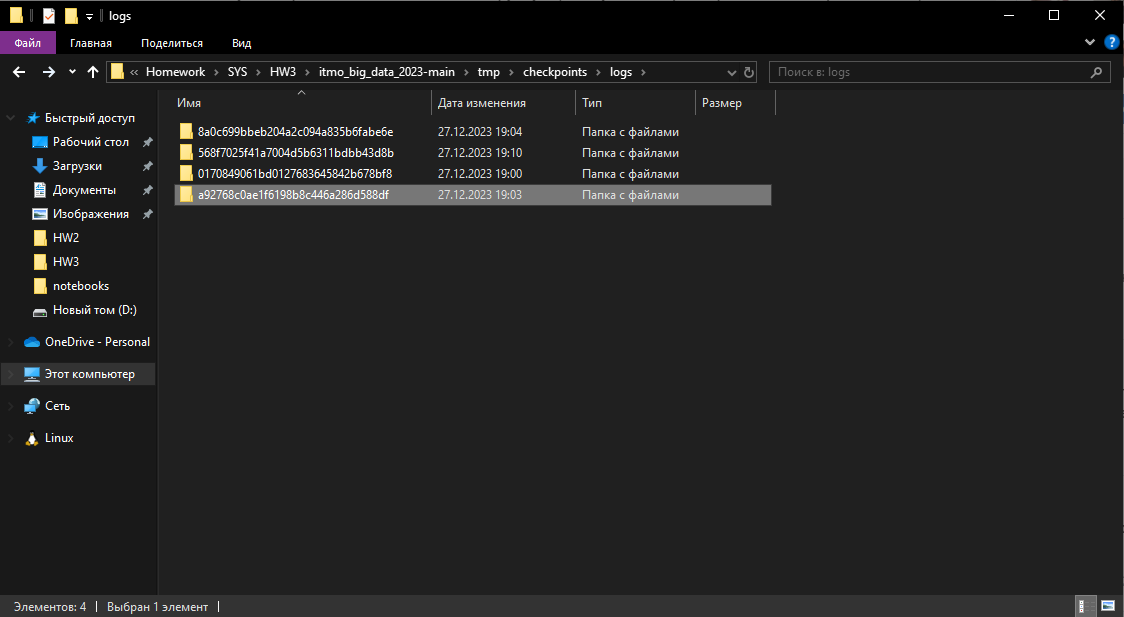 logs
Файл Главная Поделиться Вид
« Homework › SYS › HW3 › itmo_big_data_2023-main › tmp › checkpoints › logs ›
Поиск в: logs
Имя Дата изменения Тип Размер
8a0c699bbeb204a2c094a835b6fabe6e 27.12.2023 19:04 Папка с файлами
568f7025f41a7004d5b6311bdbb43d8b 27.12.2023 19:10 Папка с файлами
0170849061bd0127683645842b678bf8 27.12.2023 19:00 Папка с файлами
a92768c0ae1f6198b8c446a286d588df 27.12.2023 19:03 Папка с файлами
Быстрый доступ
Рабочий стол
Загрузки
Документы
Изображения
HW2
HW3
notebooks
Новый том (D:)
OneDrive - Personal
Этот компьютер
Сеть
Linux
Элементов: 4 | Выбран 1 элемент |